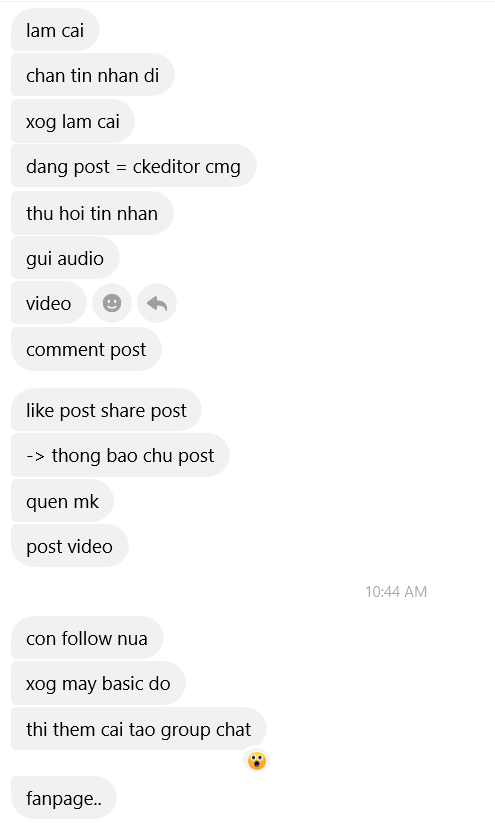 lam cai
chan tin nhan di
xog lam cai
dang post = ckeditor cmg
thu hoi tin nhan
gui audio
video
comment post
like post share post
-> thong bao chu post
quen mk
post video
10:44 AM
con follow nua
xog may basic do
thi them cai tao group chat
fanpage..